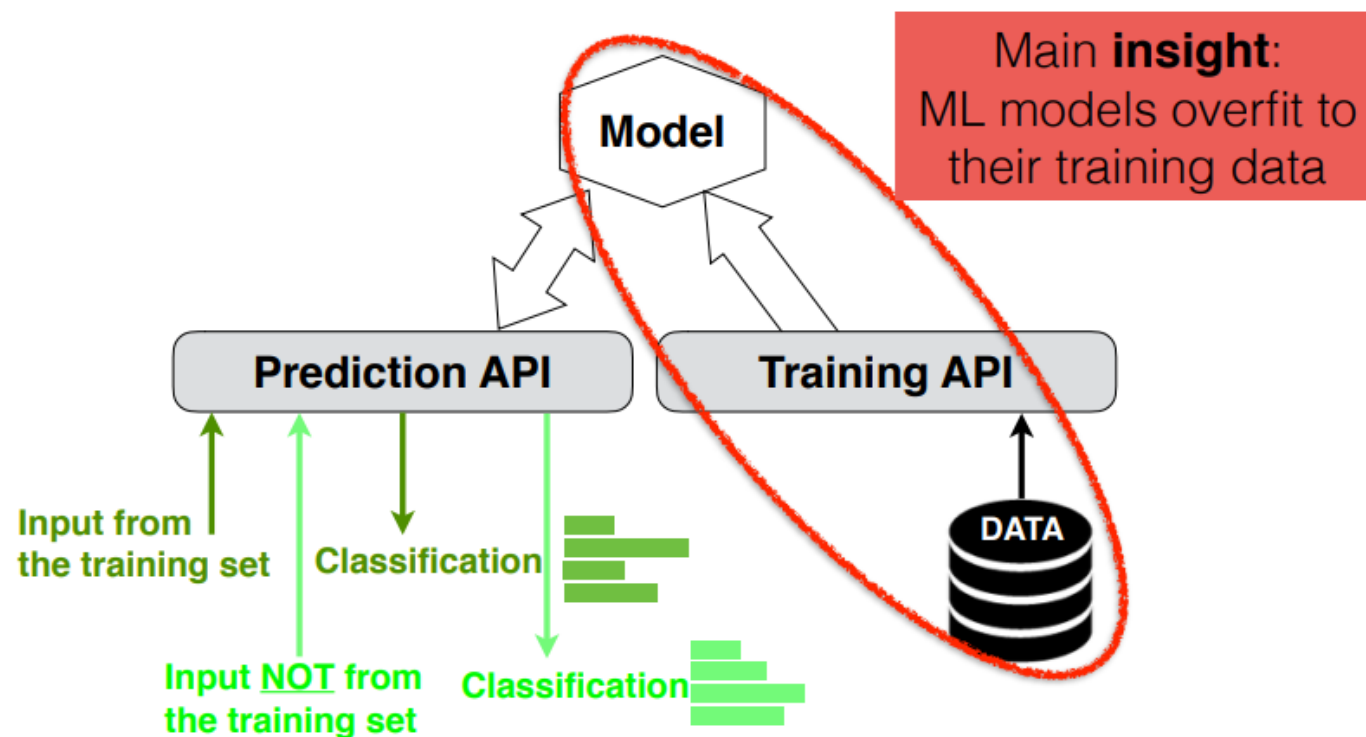 Main insight:
ML models overfit to
their training data
Model
Prediction API
Training API
DATA
Input from
the training set
Classification
Input NOT from
the training set
Classification